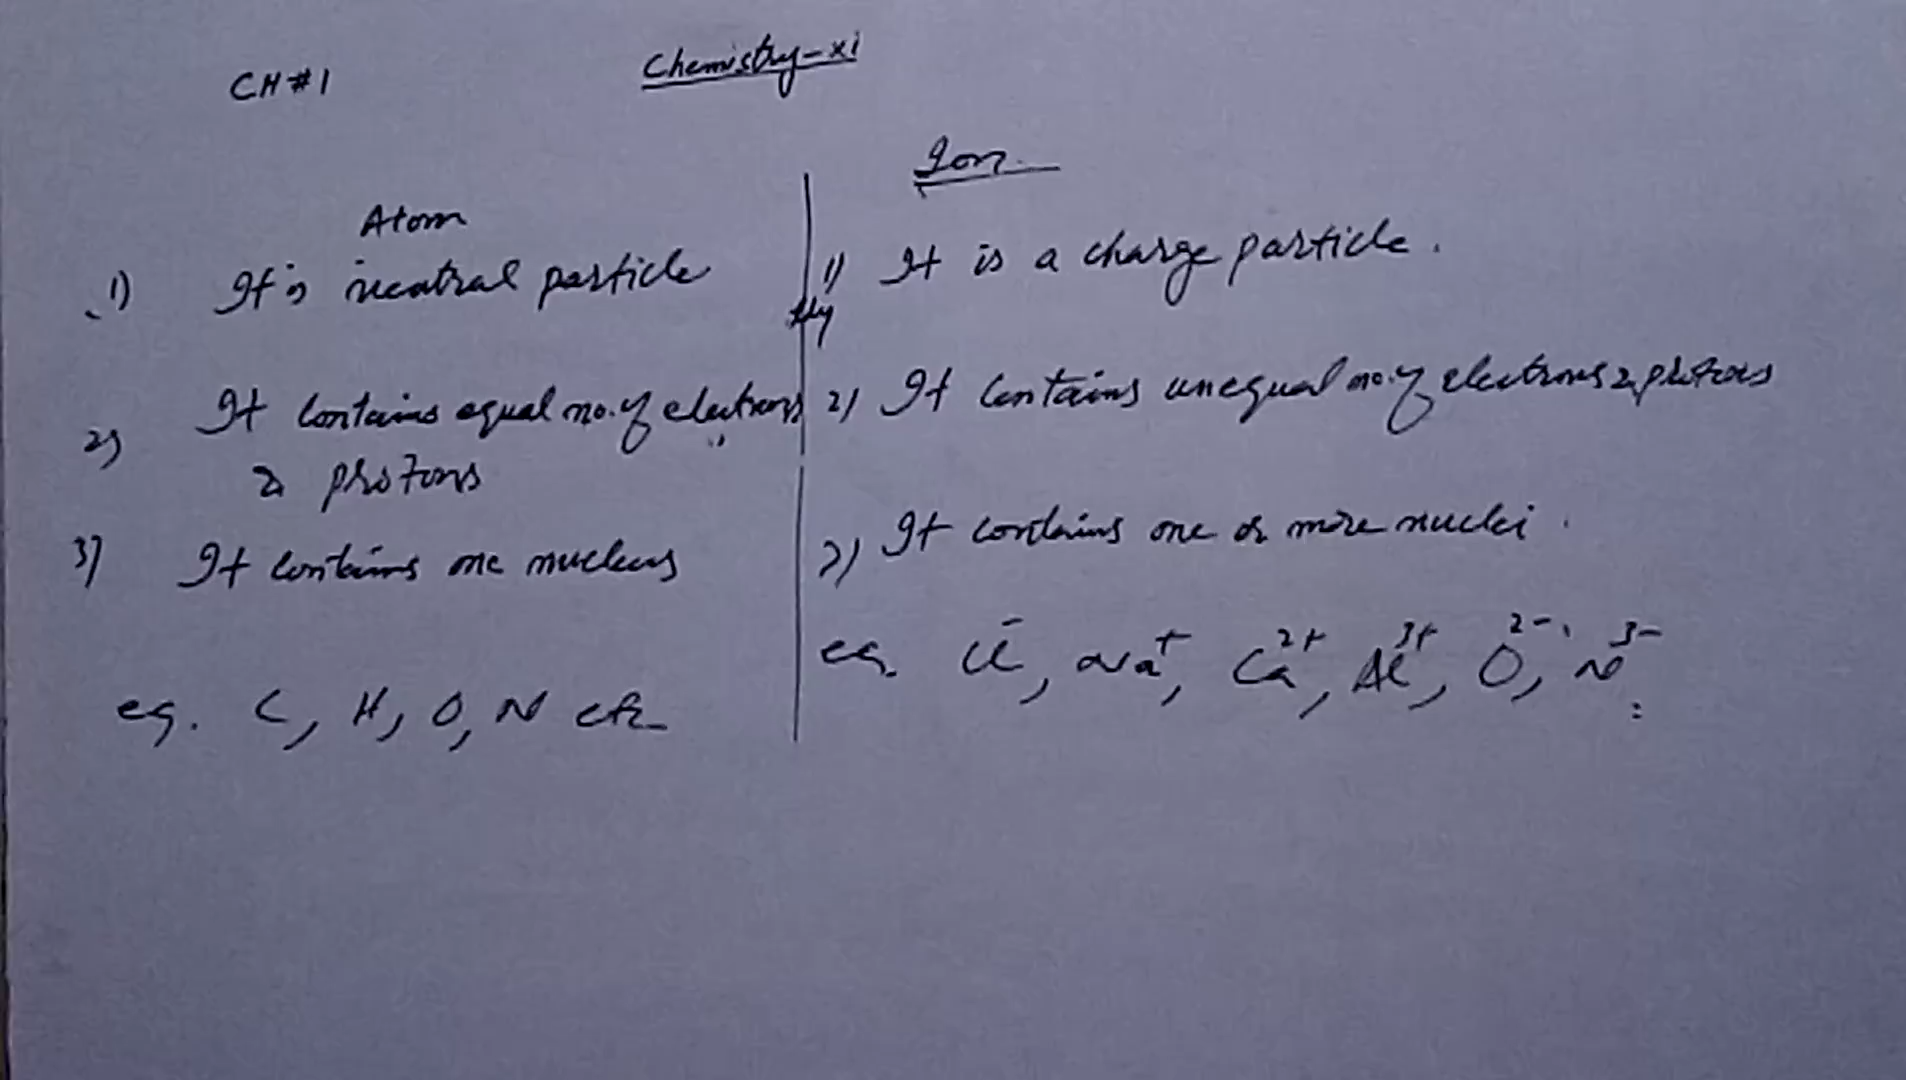 CH#1
Chemistry-xi
Atom
1) It is neutral particle
2) It contains equal no. of electrons
& protons
3) It contains one nucleus
eg. C, H, O, N etc
Ion
1) It is a charge particle.
2) It contains unequal no. of electrons & protons
3) It contains one or more nuclei.
eg. Cl⁻, Na⁺, Ca²⁺, Al³⁺, O²⁻, N³⁻